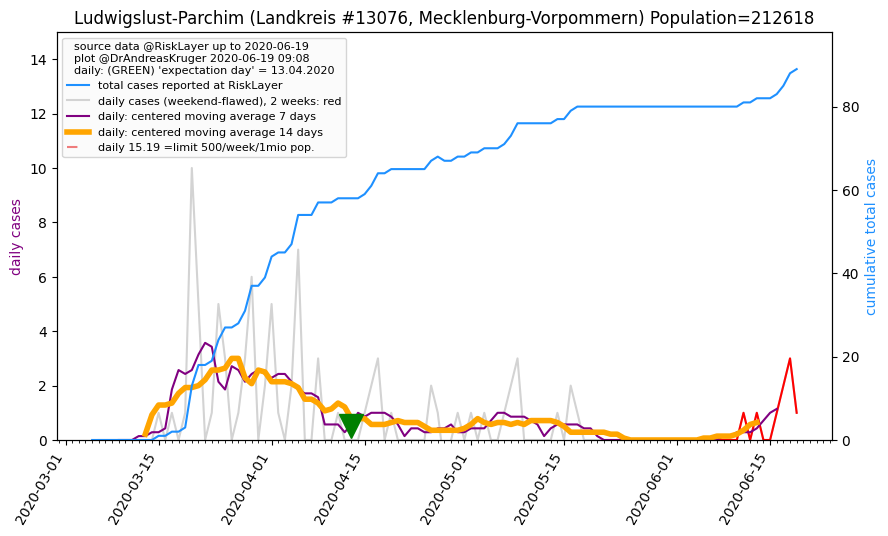 Ludwigslust-Parchim (Landkreis #13076, Mecklenburg-Vorpommern) Population=212618
source data @RiskLayer up to 2020-06-19
plot @DrAndreasKruger 2020-06-19 09:08
daily: (GREEN) 'expectation day' = 13.04.2020
total cases reported at RiskLayer
daily cases (weekend-flawed), 2 weeks: red
daily: centered moving average 7 days
daily: centered moving average 14 days
daily 15.19 =limit 500/week/1mio pop.
daily cases
14
12
10
8
6
4
2
0
cumulative total cases
80
60
40
20
0
2020-03-01
2020-03-15
2020-04-01
2020-04-15
2020-05-01
2020-05-15
2020-06-01
2020-06-15